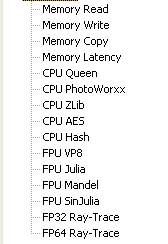 Memory Read
Memory Write
Memory Copy
Memory Latency
CPU Queen
CPU PhotoWorxx
CPU ZLib
CPU AES
CPU Hash
FPU VP8
FPU Julia
FPU Mandel
FPU SinJulia
FP32 Ray-Trace
FP64 Ray-Trace